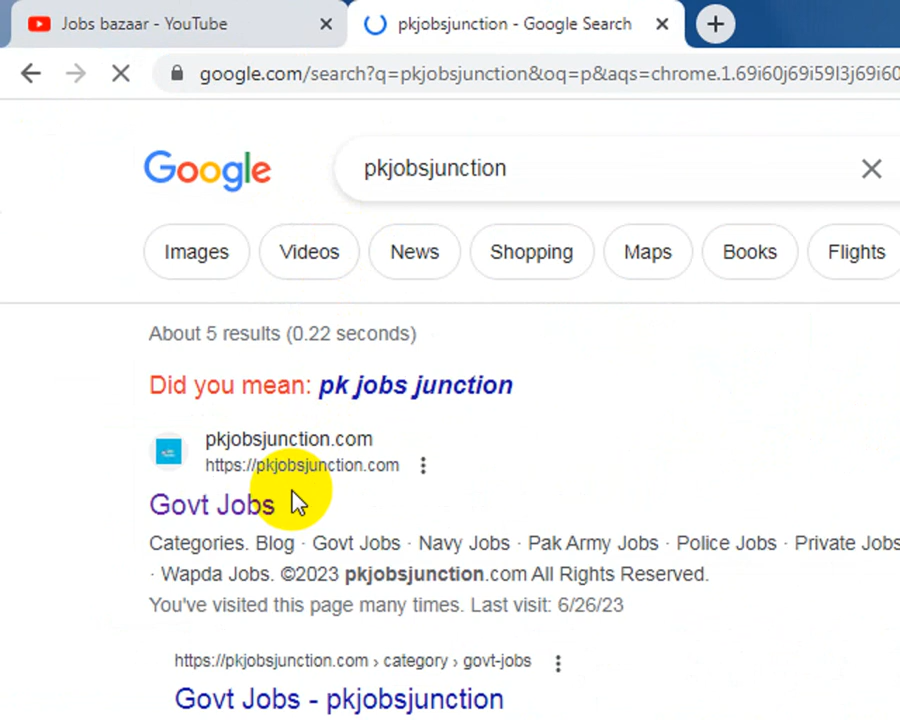 Jobs bazaar - YouTube
pkjobsjunction - Google Search
google.com/search?q=pkjobsjunction&oq=p&aqs=chrome.1.69i60j69i59l3j69i60
Google
pkjobsjunction
Images Videos News Shopping Maps Books Flights
About 5 results (0.22 seconds)
Did you mean: pk jobs junction
pkjobsjunction.com
https://pkjobsjunction.com
Govt Jobs
Categories. Blog · Govt Jobs · Navy Jobs · Pak Army Jobs · Police Jobs · Private Jobs
· Wapda Jobs. ©2023 pkjobsjunction.com All Rights Reserved.
You've visited this page many times. Last visit: 6/26/23
https://pkjobsjunction.com › category › govt-jobs
Govt Jobs - pkjobsjunction